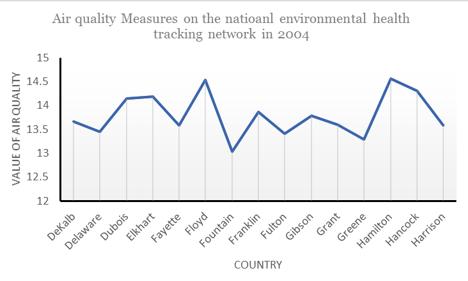 Air quality Measures on the natioanl environmental health
tracking network in 2004
VALUE OF AIR QUALITY
15
14.5
14
13.5
13
12.5
12
DeKalb
Delaware
Dubois
Elkhart
Fayette
Floyd
Fountain
Franklin
Fulton
Gibson
Grant
Greene
Hamilton
Hancock
Harrison
COUNTRY